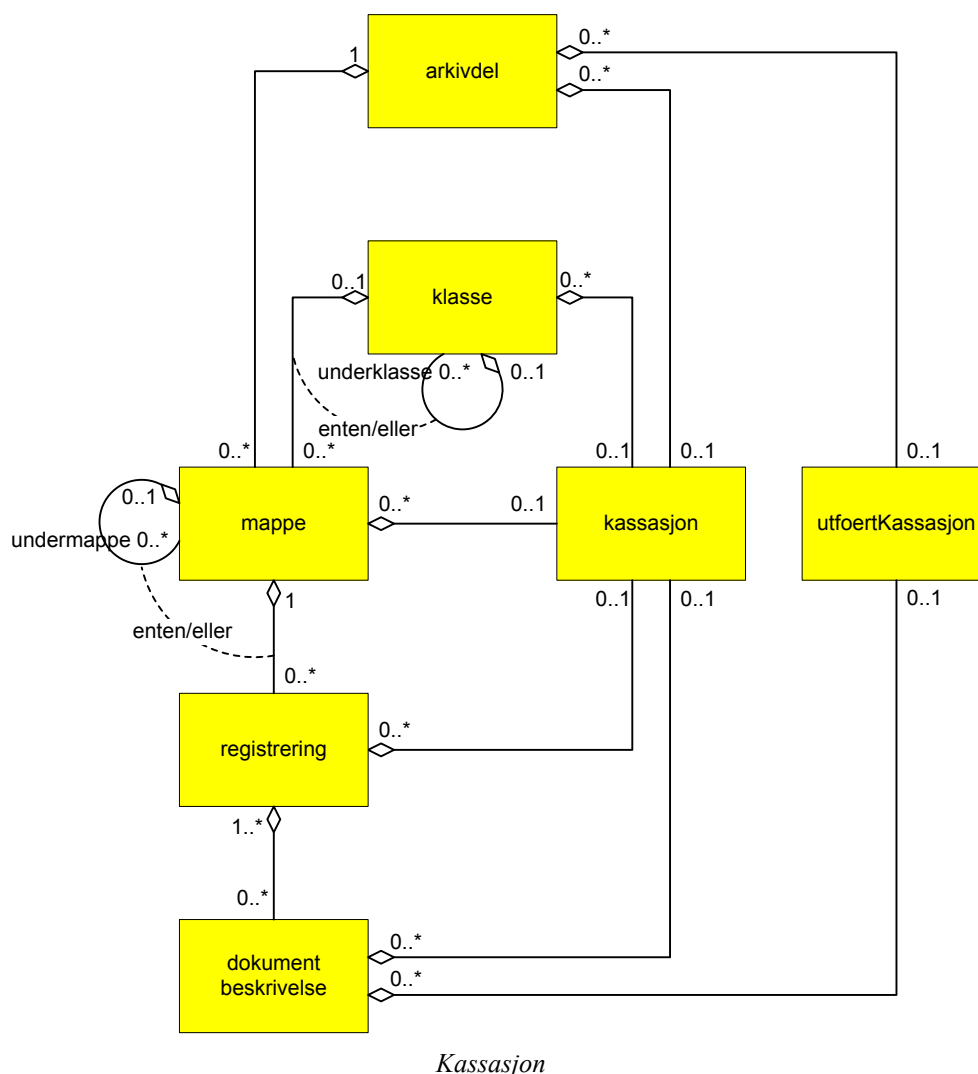 0..*
1
arkivdel
0..*
0..1
klasse
0..*
underklasse 0..*
0..1
enten/eller
0..*
0..*
0..1
0..1
0..1
0..1
mappe
0..*
0..1
kassasjon
utfoertKassasjon
undermappe 0..*
1
0..1
0..1
0..1
enten/eller
0..*
registrering
0..*
1..*
0..*
dokument
beskrivelse
0..*
0..*
Kassasjon